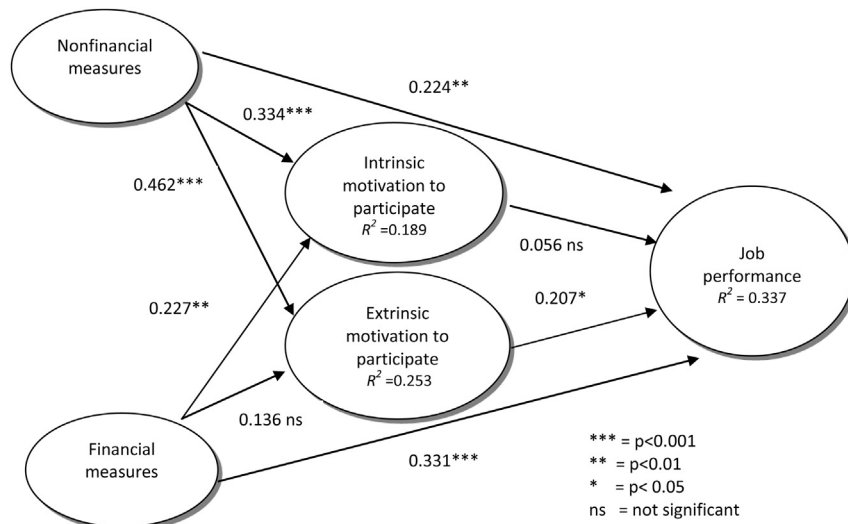 Nonfinancial
measures
0.224**
0.334***
0.462***
Intrinsic
motivation to
participate
R² =0.189
0.056 ns
Job
performance
R² = 0.337
0.227**
0.207*
Extrinsic
motivation to
participate
R² =0.253
0.136 ns
Financial
measures
0.331***
*** = p<0.001
** = p<0.01
* = p< 0.05
ns = not significant